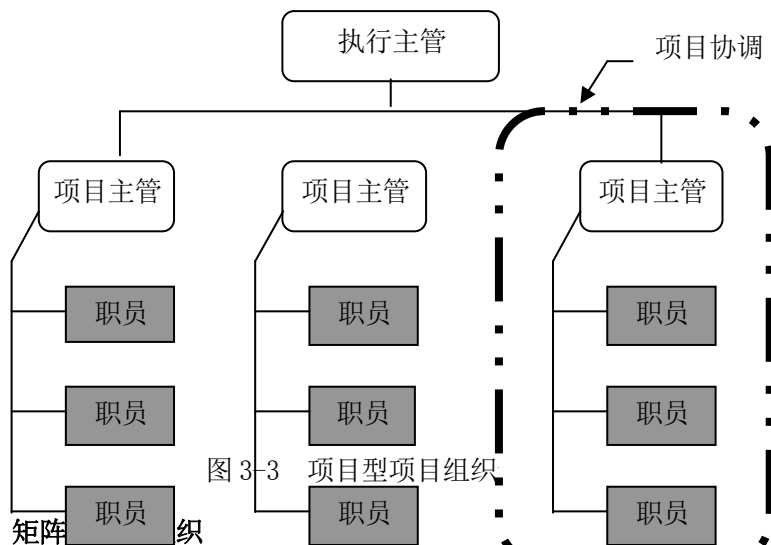 执行主管
项目协调
项目主管 项目主管 项目主管
职员 职员 职员
职员 职员 职员
图 3-3 项目型项目组织
职员 职员 职员
矩阵 织